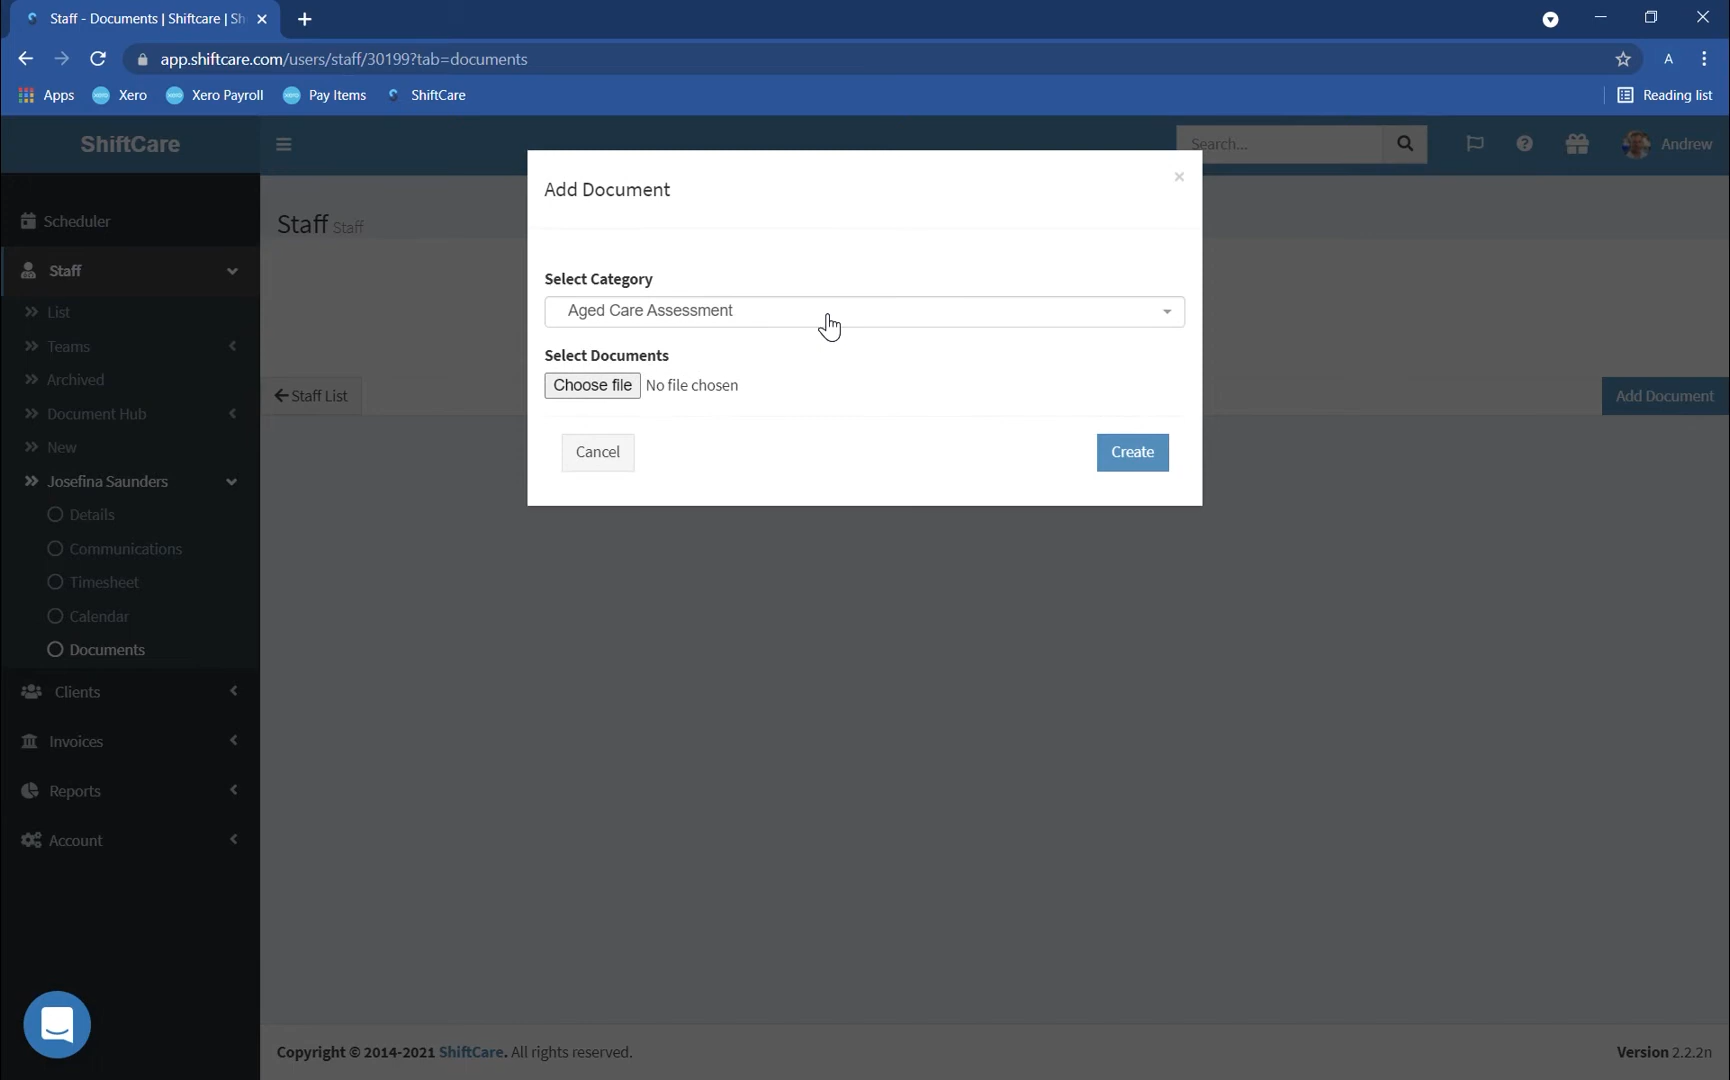 Staff - Documents | Shiftcare | Sh
app.shiftcare.com/users/staff/30199?tab=documents
A
Apps
Xero
Xero Payroll
Pay Items
ShiftCare
Reading list
ShiftCare
Search...
Andrew
Scheduler
Staff
List
Teams
Archived
Document Hub
New
Josefina Saunders
Details
Communications
Timesheet
Calendar
Documents
Clients
Invoices
Reports
Account
Staff Staff
Staff List
Add Document
Add Document
×
Select Category
Aged Care Assessment
Select Documents
Choose file No file chosen
Cancel
Create
Copyright © 2014-2021 ShiftCare. All rights reserved.
Version 2.2.2n